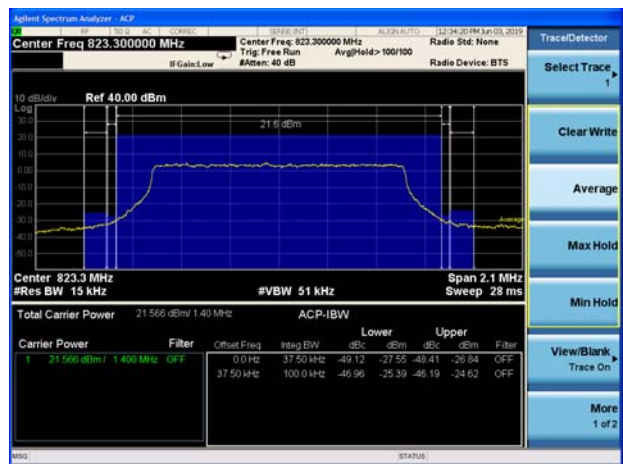 Agilent Spectrum Analyzer - ACP
RF 50 Ω AC CORREC SENSE:INT ALIGN AUTO 12:34:20 PM Jun 03, 2019
Center Freq 823.300000 MHz
Center Freq: 823.300000 MHz
Radio Std: None
Trig: Free Run
Avg|Hold:> 100/100
IFGain:Low
#Atten: 40 dB
Radio Device: BTS
10 dB/div Ref 40.00 dBm
Log
30.0
20.0
10.0
0.00
-10.0
-20.0
-30.0
-40.0
-50.0
21.6 dBm
Average
Center 823.3 MHz
Span 2.1 MHz
#Res BW 15 kHz
#VBW 51 kHz
Sweep 28 ms
Total Carrier Power 21.566 dBm/ 1.40 MHz
ACP-IBW
Lower Upper
Carrier Power Filter
Offset Freq Integ BW dBc dBm dBc dBm Filter
1 21.566 dBm / 1.400 MHz OFF
0.0 Hz 37.50 kHz -49.12 -27.55 -48.41 -26.84 OFF
37.50 kHz 100.0 kHz -46.96 -25.39 -46.19 -24.62 OFF
MSG
STATUS
Trace/Detector
Select Trace
1
Clear Write
Average
Max Hold
Min Hold
View/Blank
Trace On
More
1 of 2